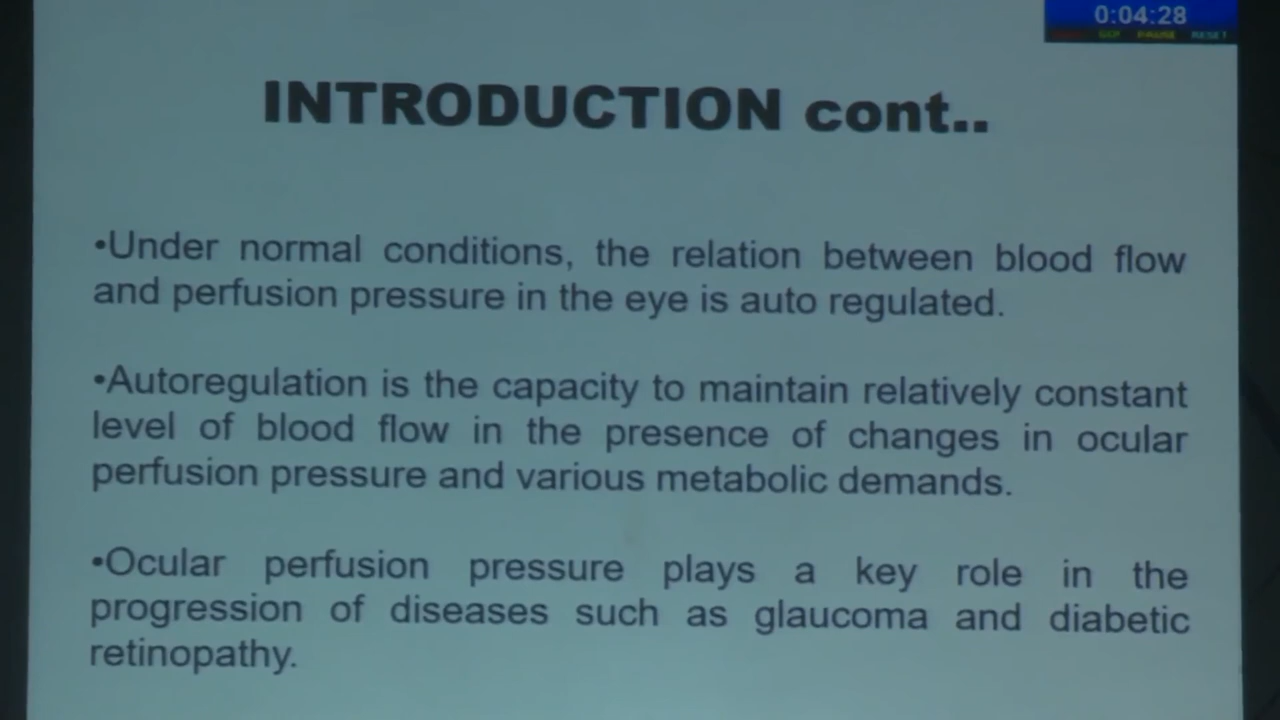 0:04:28
GO! PAUSE RESET
INTRODUCTION cont..
•Under normal conditions, the relation between blood flow
and perfusion pressure in the eye is auto regulated.
•Autoregulation is the capacity to maintain relatively constant
level of blood flow in the presence of changes in ocular
perfusion pressure and various metabolic demands.
•Ocular perfusion pressure plays a key role in the
progression of diseases such as glaucoma and diabetic
retinopathy.